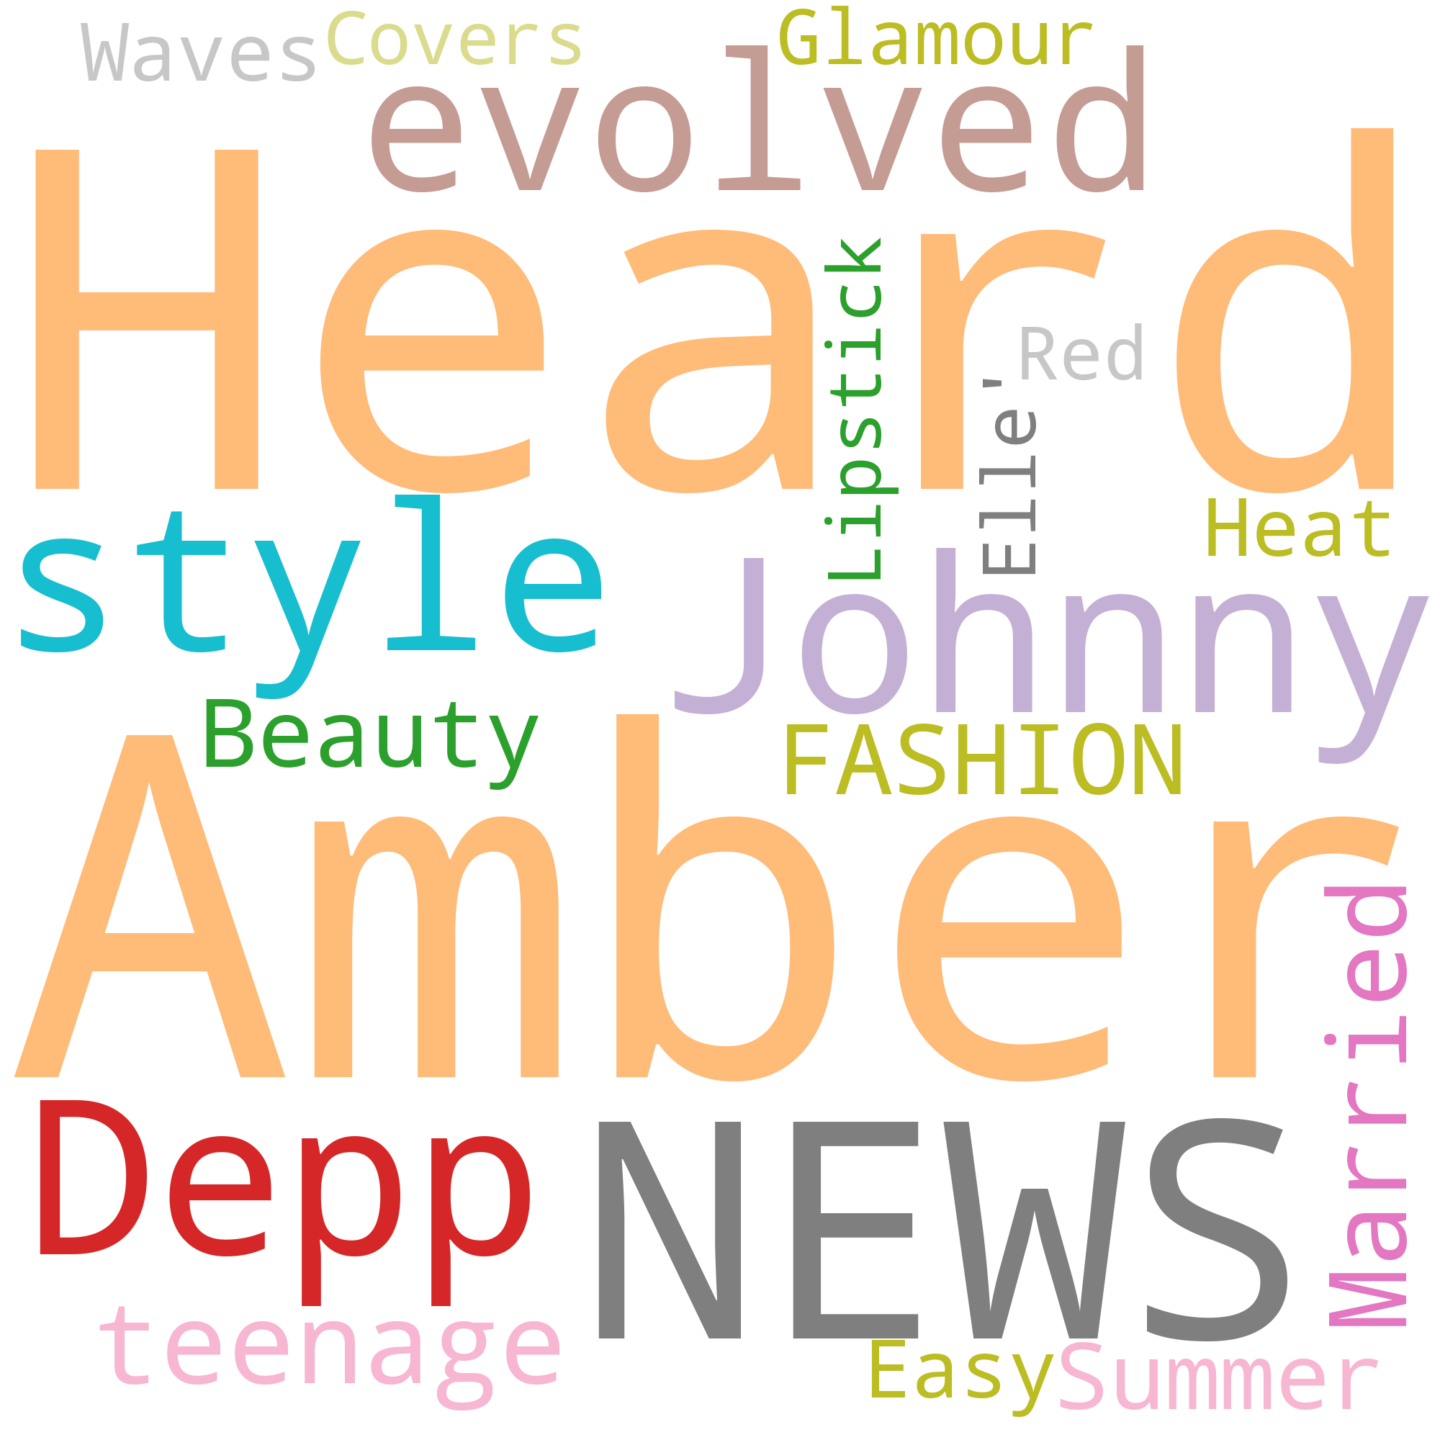 Waves Covers Glamour
evolved
Heard
Lipstick
Red
Elle'
style
Heat
Johnny
Beauty
FASHION
Amber
Married
Depp
NEWS
teenage
Easy Summer